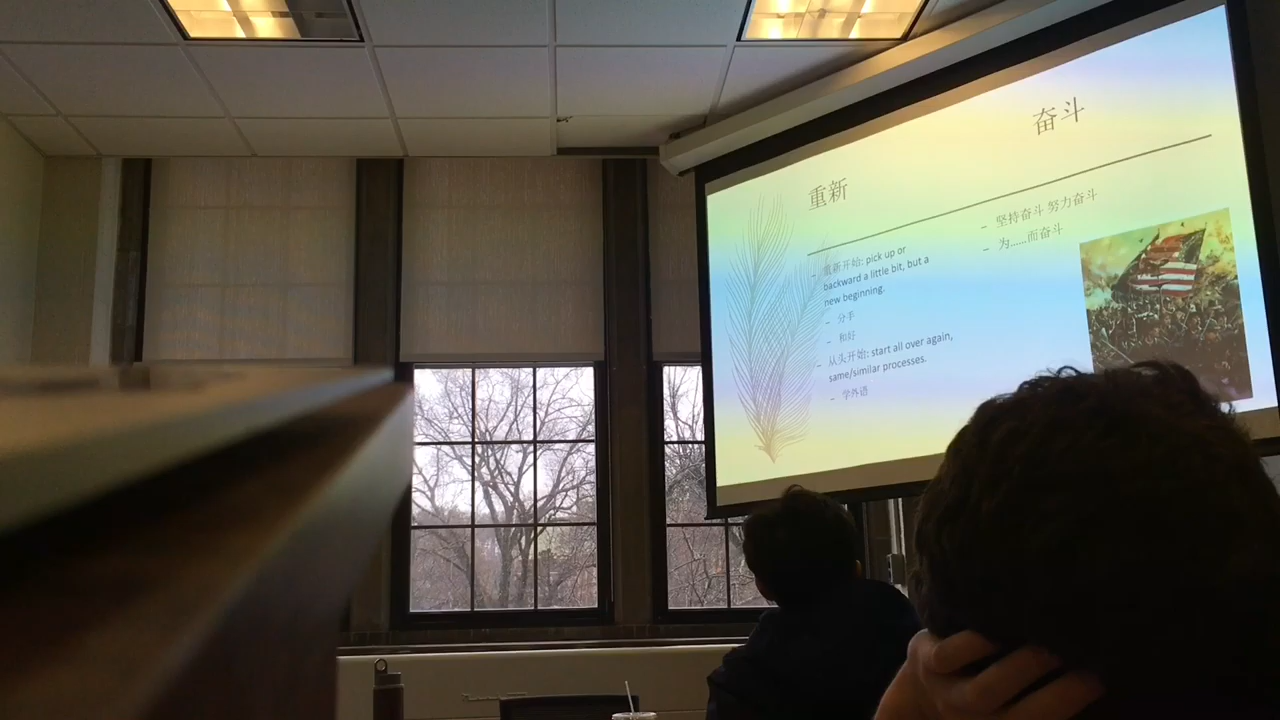 重新
- 重新开始: pick up or
backward a little bit, but a
new beginning.
- 分手
- 和好
- 从头开始: start all over again,
same/similar processes.
- 学外语
奋斗
- 坚持奋斗 努力奋斗
- 为……而奋斗